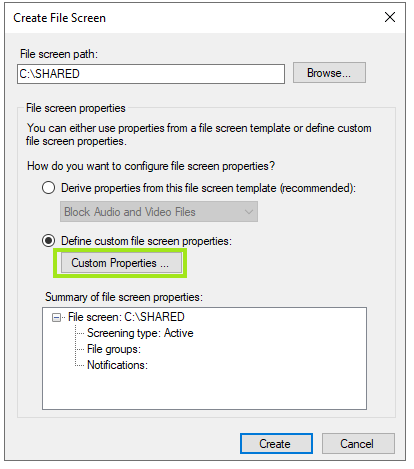 Create File Screen
File screen path:
C:\SHARED
Browse...
File screen properties
You can either use properties from a file screen template or define custom
file screen properties.
How do you want to configure file screen properties?
Derive properties from this file screen template (recommended):
Block Audio and Video Files
Define custom file screen properties:
Custom Properties ...
Summary of file screen properties:
File screen: C:\SHARED
Screening type: Active
File groups:
Notifications:
Create
Cancel